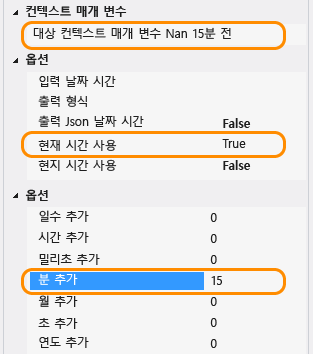 컨텍스트 매개 변수
대상 컨텍스트 매개 변수 Nan 15분 전
옵션
입력 날짜 시간
출력 형식
출력 Json 날짜 시간 False
현재 시간 사용 True
현지 시간 사용 False
옵션
일수 추가 0
시간 추가 0
밀리초 추가 0
분 추가 15
월 추가 0
초 추가 0
연도 추가 0